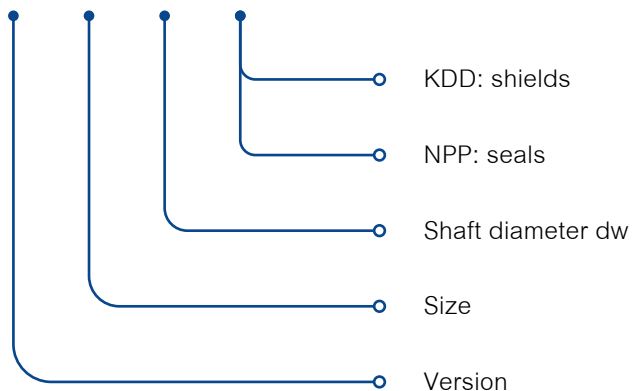 KDD: shields
NPP: seals
Shaft diameter dw
Size
Version